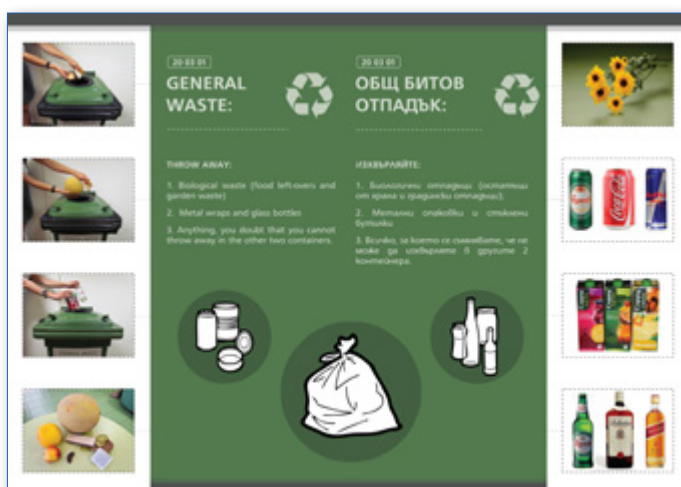 20 03 01
GENERAL
WASTE:
THROW AWAY:
1. Biological waste (food left-overs and
garden waste)
2. Metal wraps and glass bottles
3. Anything, you doubt that you cannot
throw away in the other two containers.
20 03 01
ОБЩ БИТОВ
ОТПАДЪК:
ИЗХВЪРЛЯЙТЕ:
1. Биологични отпадъци (остатъци
от храна и градински отпадъци);
2. Метални опаковки и стъклени
бутилки
3. Всичко, за което се съмнявате, че не
може да изхвърлите в другите 2
контейнера.
Coca-Cola